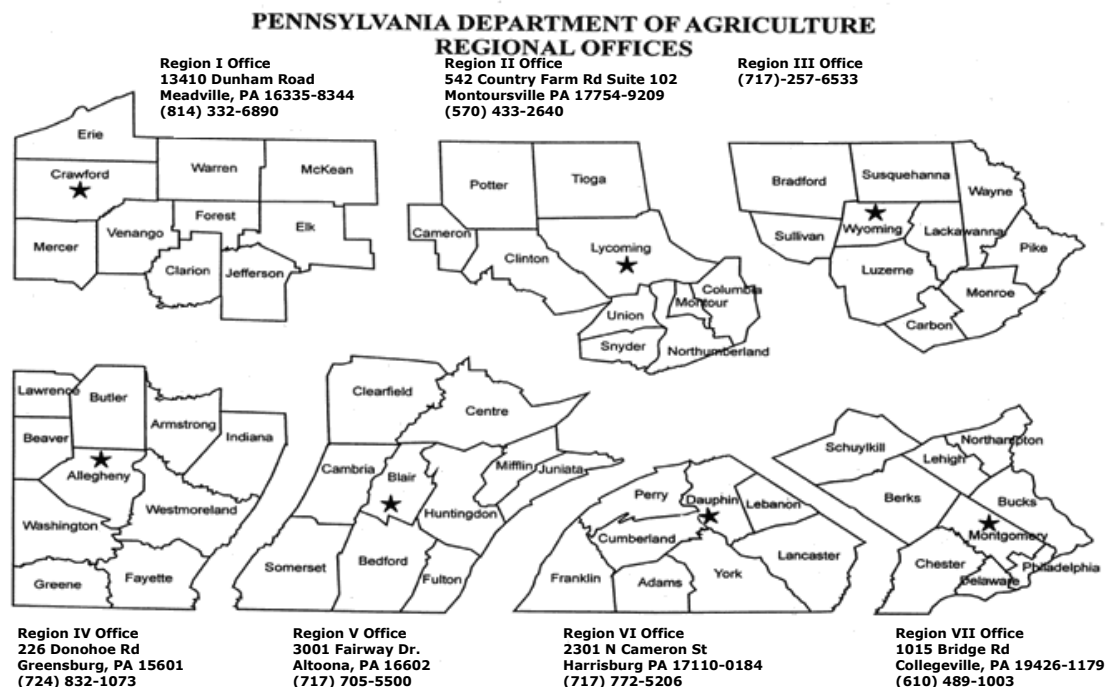 PENNSYLVANIA DEPARTMENT OF AGRICULTURE
REGIONAL OFFICES
Region I Office
13410 Dunham Road
Meadville, PA 16335-8344
(814) 332-6890
Region II Office
542 Country Farm Rd Suite 102
Montoursville PA 17754-9209
(570) 433-2640
Region III Office
(717)-257-6533
Erie
Crawford
Warren
McKean
Mercer
Venango
Forest
Elk
Clarion
Jefferson
Potter
Tioga
Cameron
Clinton
Lycoming
Columbia
Montour
Union
Snyder
Northumberland
Bradford
Susquehanna
Wayne
Sullivan
Wyoming
Lackawanna
Pike
Luzerne
Monroe
Carbon
Lawrence
Butler
Armstrong
Indiana
Beaver
Allegheny
Westmoreland
Washington
Greene
Fayette
Clearfield
Centre
Cambria
Blair
Mifflin
Juniata
Huntingdon
Somerset
Bedford
Fulton
Perry
Dauphin
Lebanon
Cumberland
Lancaster
Franklin
Adams
York
Schuylkill
Northampton
Lehigh
Berks
Bucks
Montgomery
Chester
Delaware
Philadelphia
Region IV Office
226 Donohoe Rd
Greensburg, PA 15601
(724) 832-1073
Region V Office
3001 Fairway Dr.
Altoona, PA 16602
(717) 705-5500
Region VI Office
2301 N Cameron St
Harrisburg PA 17110-0184
(717) 772-5206
Region VII Office
1015 Bridge Rd
Collegeville, PA 19426-1179
(610) 489-1003